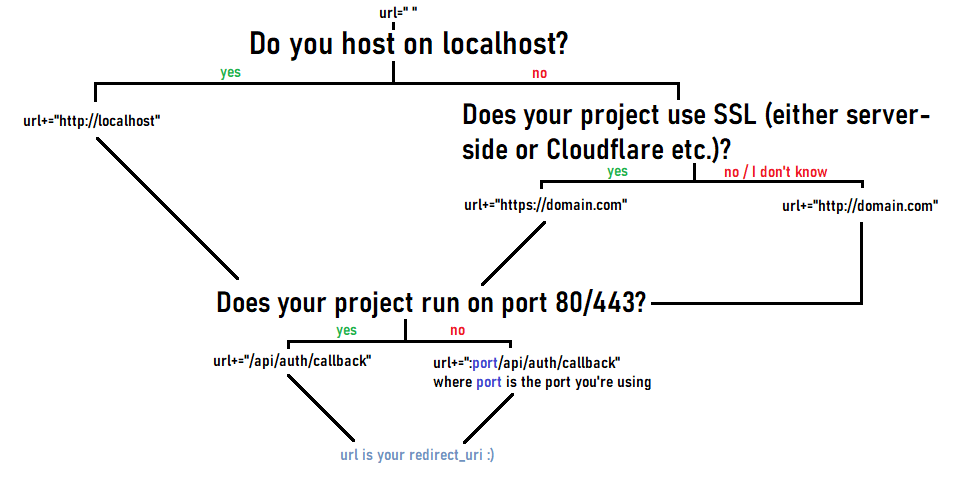 url=" "
Do you host on localhost?
yes
no
url+="http://localhost"
Does your project use SSL (either server-
side or Cloudflare etc.)?
yes
no / I don't know
url+="https://domain.com"
url+="http://domain.com"
Does your project run on port 80/443?
yes
no
url+="/api/auth/callback"
url+=":port/api/auth/callback"
where port is the port you're using
url is your redirect_uri :)